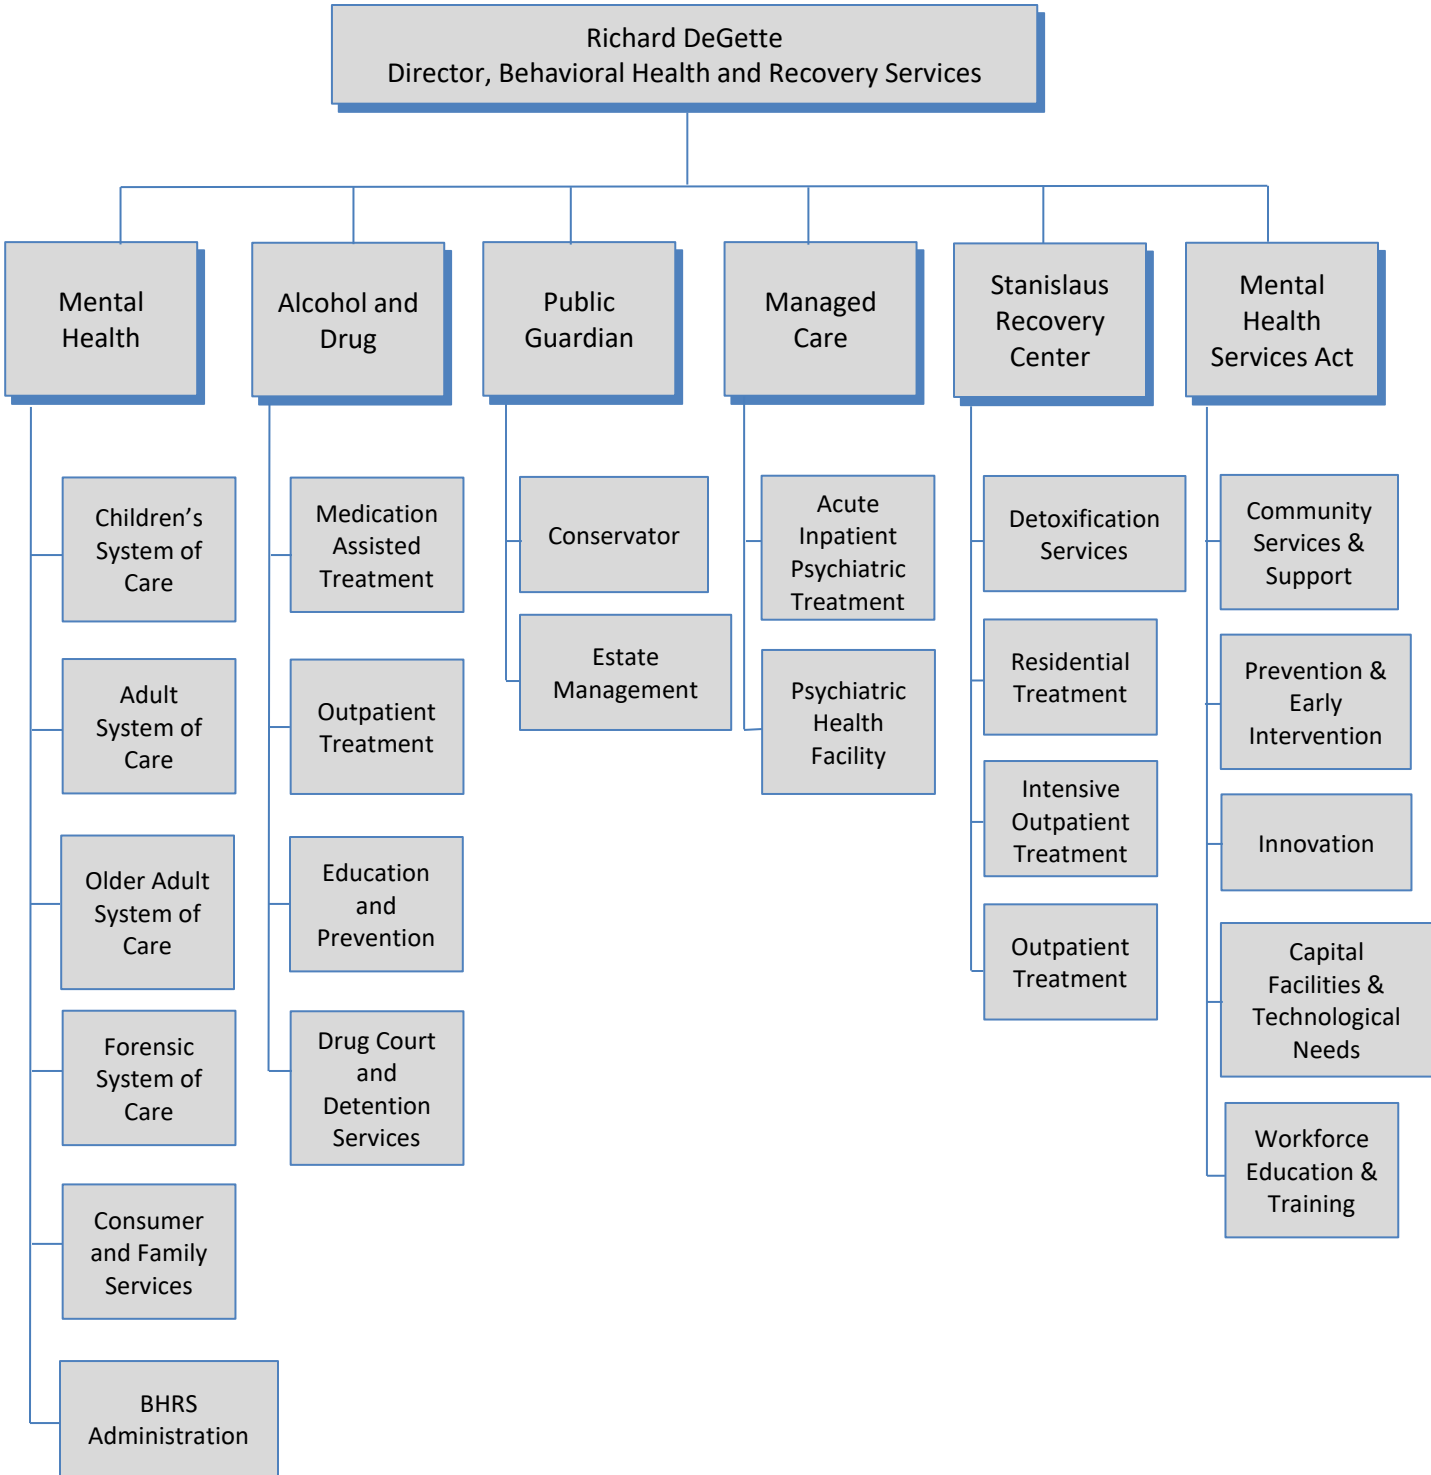 Richard DeGette
Director, Behavioral Health and Recovery Services
Mental
Health
Alcohol and
Drug
Public
Guardian
Managed
Care
Stanislaus
Recovery
Center
Mental
Health
Services Act
Children’s
System of
Care
Adult
System of
Care
Older Adult
System of
Care
Forensic
System of
Care
Consumer
and Family
Services
BHRS
Administration
Medication
Assisted
Treatment
Outpatient
Treatment
Education
and
Prevention
Drug Court
and
Detention
Services
Conservator
Estate
Management
Acute
Inpatient
Psychiatric
Treatment
Psychiatric
Health
Facility
Detoxification
Services
Residential
Treatment
Intensive
Outpatient
Treatment
Outpatient
Treatment
Community
Services &
Support
Prevention &
Early
Intervention
Innovation
Capital
Facilities &
Technological
Needs
Workforce
Education &
Training